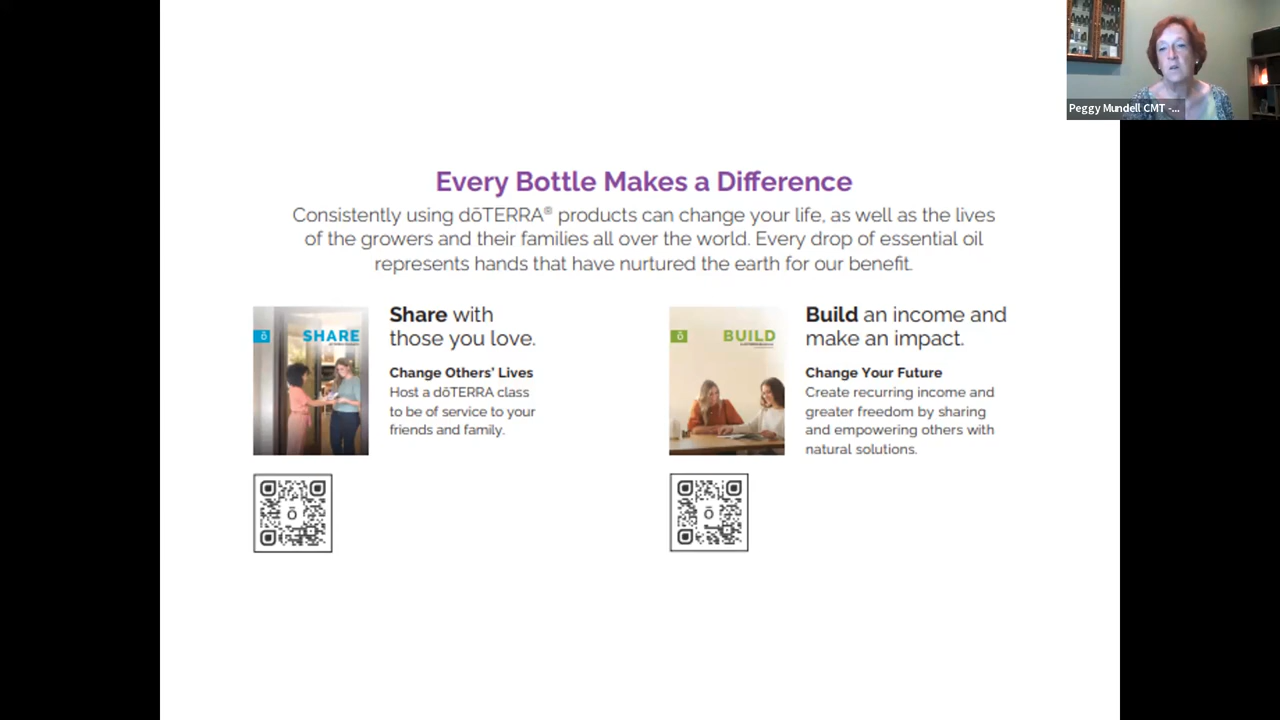 Peggy Mundell CMT -...
Every Bottle Makes a Difference
Consistently using dōTERRA® products can change your life, as well as the lives
of the growers and their families all over the world. Every drop of essential oil
represents hands that have nurtured the earth for our benefit.
ō
SHARE
Share with
those you love.
Change Others' Lives
Host a dōTERRA class
to be of service to your
friends and family.
ō
ō
BUILD
Build an income and
make an impact.
Change Your Future
Create recurring income and
greater freedom by sharing
and empowering others with
natural solutions.
ō